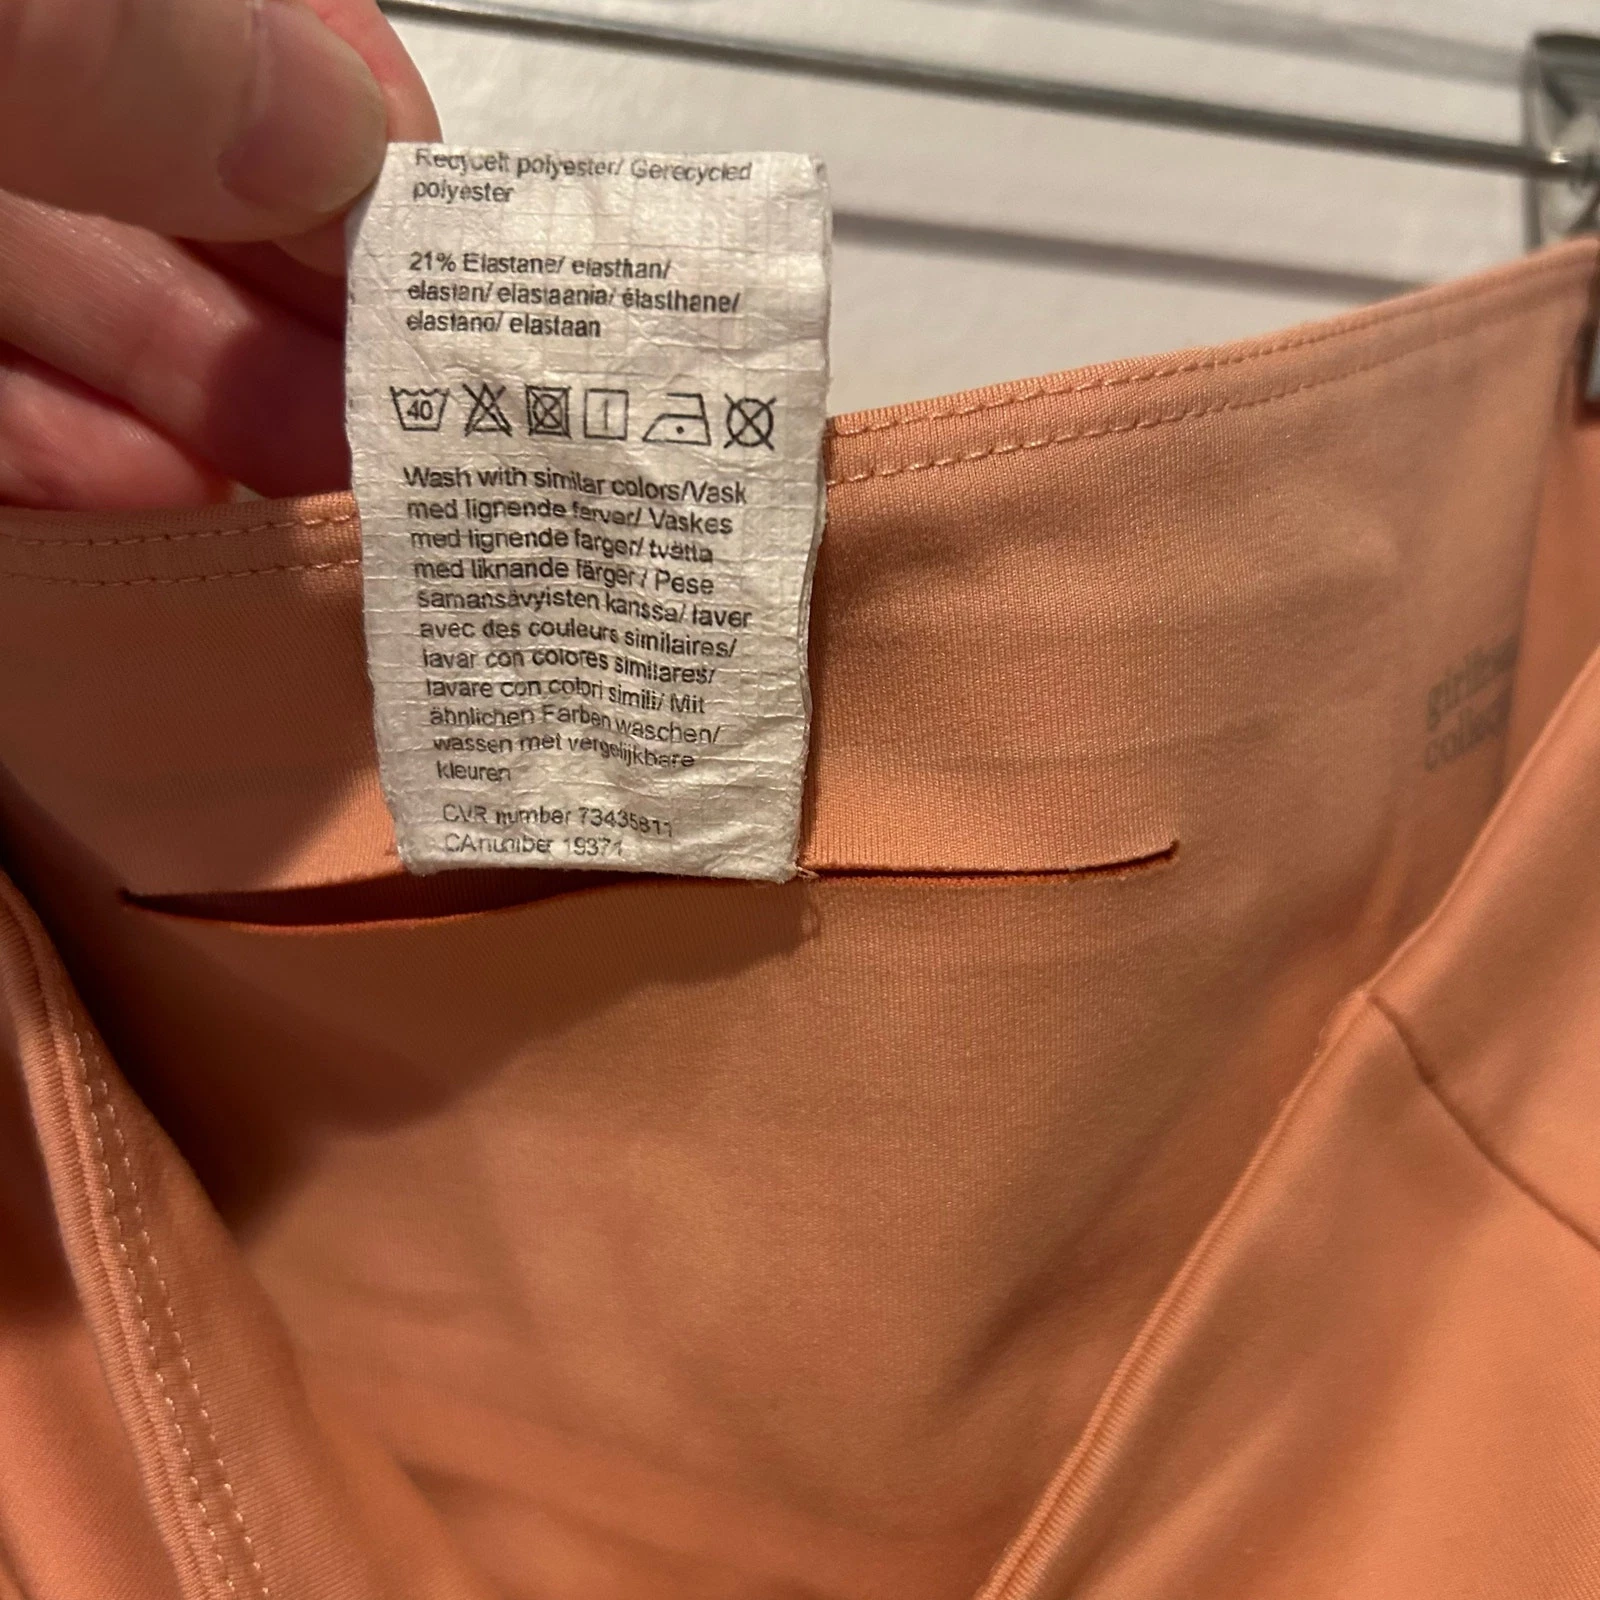 Recycelt polyester/ Gerecycled
polyester
21% Elastane/ elasthan/
elastan/ elastaania/ élasthane/
elastano/ elastaan
40
Wash with similar colors/Vask
med lignende farver/ Vaskes
med lignende farger/ tvätta
med liknande färger / Pese
samansävyisten kanssa/ laver
avec des couleurs similaires/
lavar con colores similares/
lavare con colori simili/ Mit
ähnlichen Farben waschen/
wassen met vergelijkbare
kleuren
CVR number 73435811
CA number 19371
collec